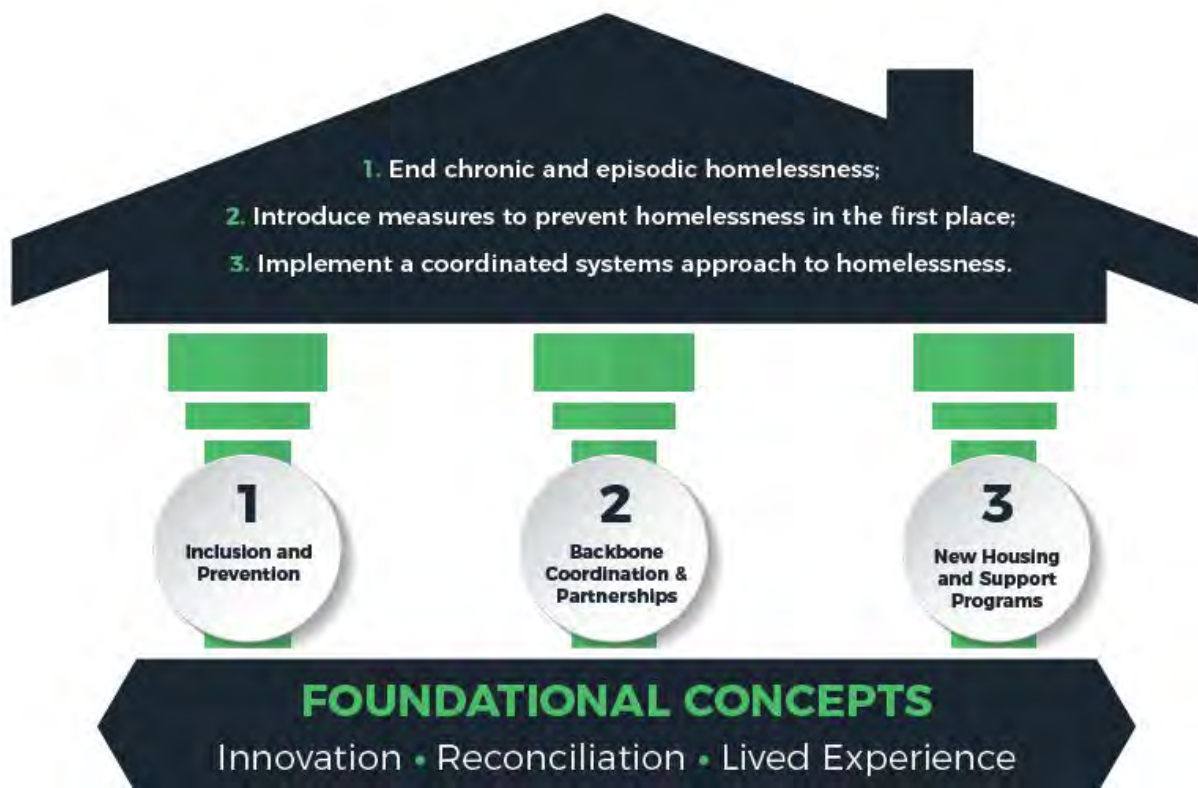 1. End chronic and episodic homelessness;
2. Introduce measures to prevent homelessness in the first place;
3. Implement a coordinated systems approach to homelessness.
1
Inclusion and
Prevention
2
Backbone
Coordination &
Partnerships
3
New Housing
and Support
Programs
FOUNDATIONAL CONCEPTS
Innovation • Reconciliation • Lived Experience